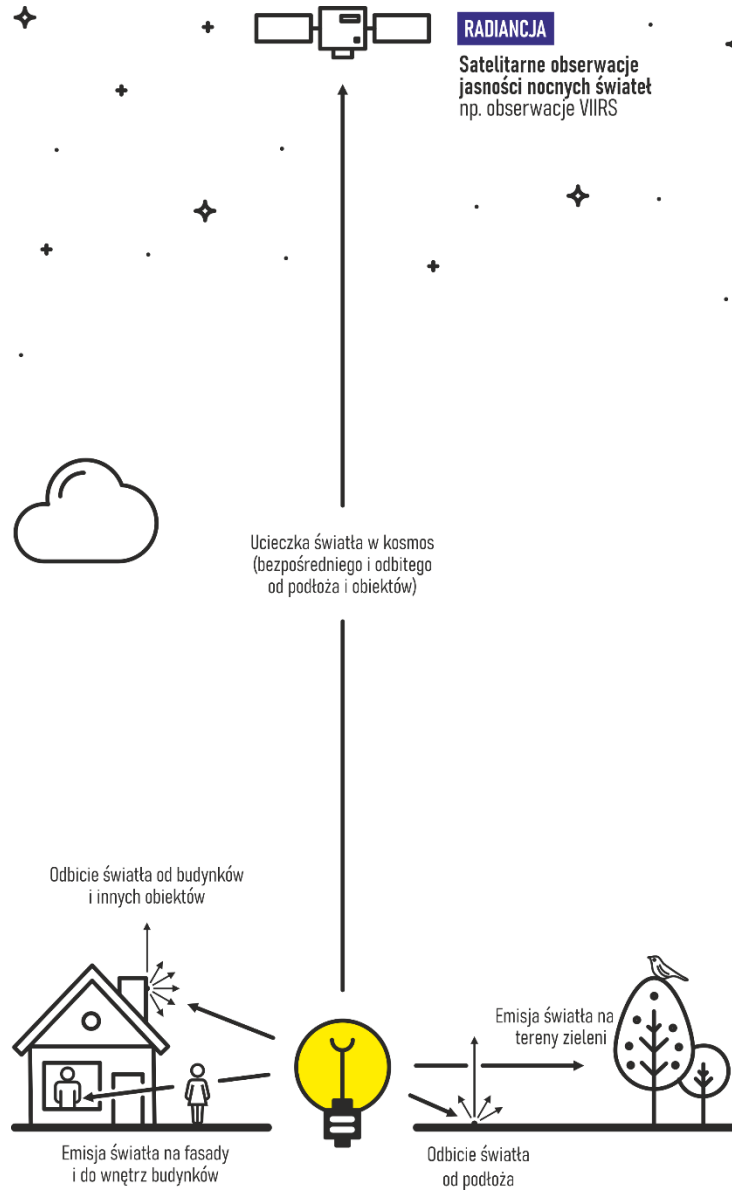 RADIANCJA
Satelitarne obserwacje
jasności nocnych świateł
np. obserwacje VIIRS
Ucieczka światła w kosmos
(bezpośredniego i odbitego
od podłoża i obiektów)
Odbicie światła od budynków
i innych obiektów
Emisja światła na
tereny zieleni
Emisja światła na fasady
i do wnętrz budynków
Odbicie światła
od podłoża